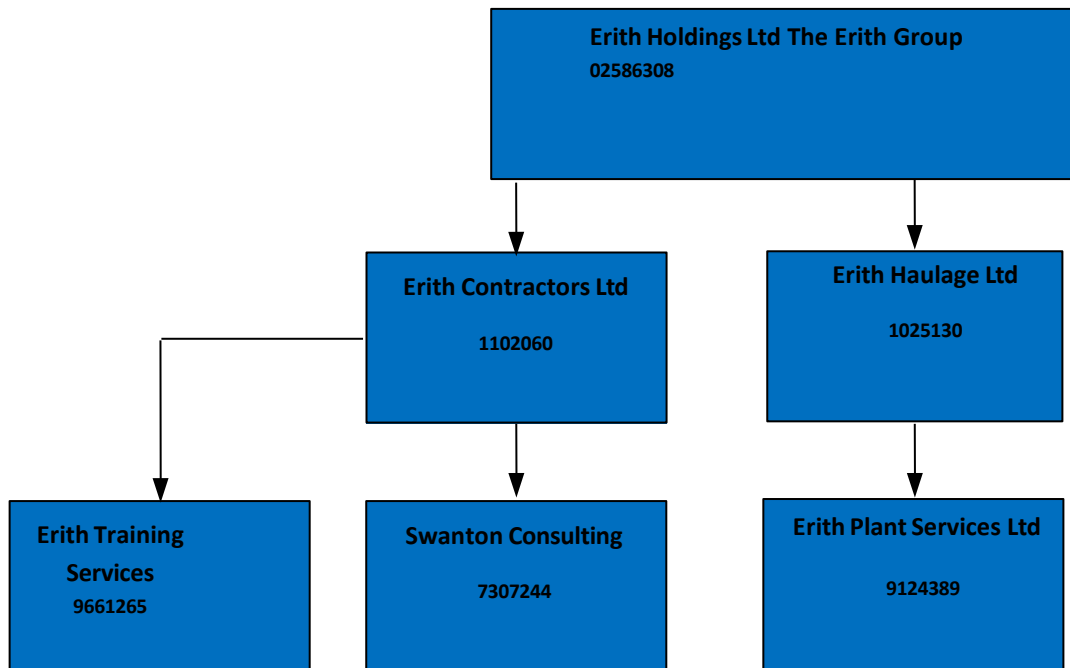 Erith Holdings Ltd The Erith Group
02586308
Erith Contractors Ltd
1102060
Erith Haulage Ltd
1025130
Erith Training
Services
9661265
Swanton Consulting
7307244
Erith Plant Services Ltd
9124389